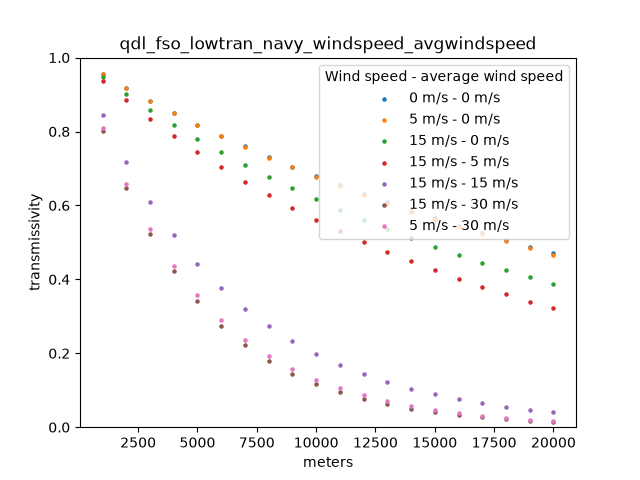 qdl_fso_lowtran_navy_windspeed_avgwindspeed
Wind speed - average wind speed
0 m/s - 0 m/s
5 m/s - 0 m/s
15 m/s - 0 m/s
15 m/s - 5 m/s
15 m/s - 15 m/s
15 m/s - 30 m/s
5 m/s - 30 m/s
transmissivity
1.0
0.8
0.6
0.4
0.2
0.0
2500 5000 7500 10000 12500 15000 17500 20000
meters